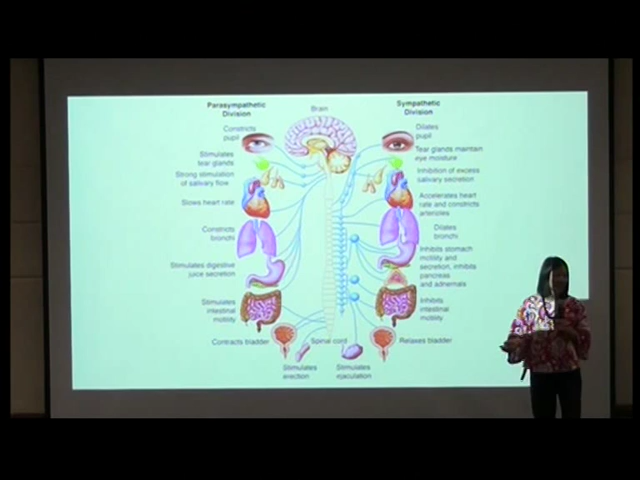 Parasympathetic
Division
Brain
Sympathetic
Division
Constricts
pupil
Dilates
pupil
Stimulates
tear glands
Tear glands maintain
eye moisture
Strong stimulation
of salivary flow
Inhibition of excess
salivary secretion
Slows heart rate
Accelerates heart
rate and constricts
arterioles
Constricts
bronchi
Dilates
bronchi
Stimulates digestive
juice secretion
Inhibits stomach
motility and
secretion, inhibits
pancreas
and adrenals
Stimulates
intestinal
motility
Inhibits
intestinal
motility
Contracts bladder
Spinal cord
Relaxes bladder
Stimulates
erection
Stimulates
ejaculation